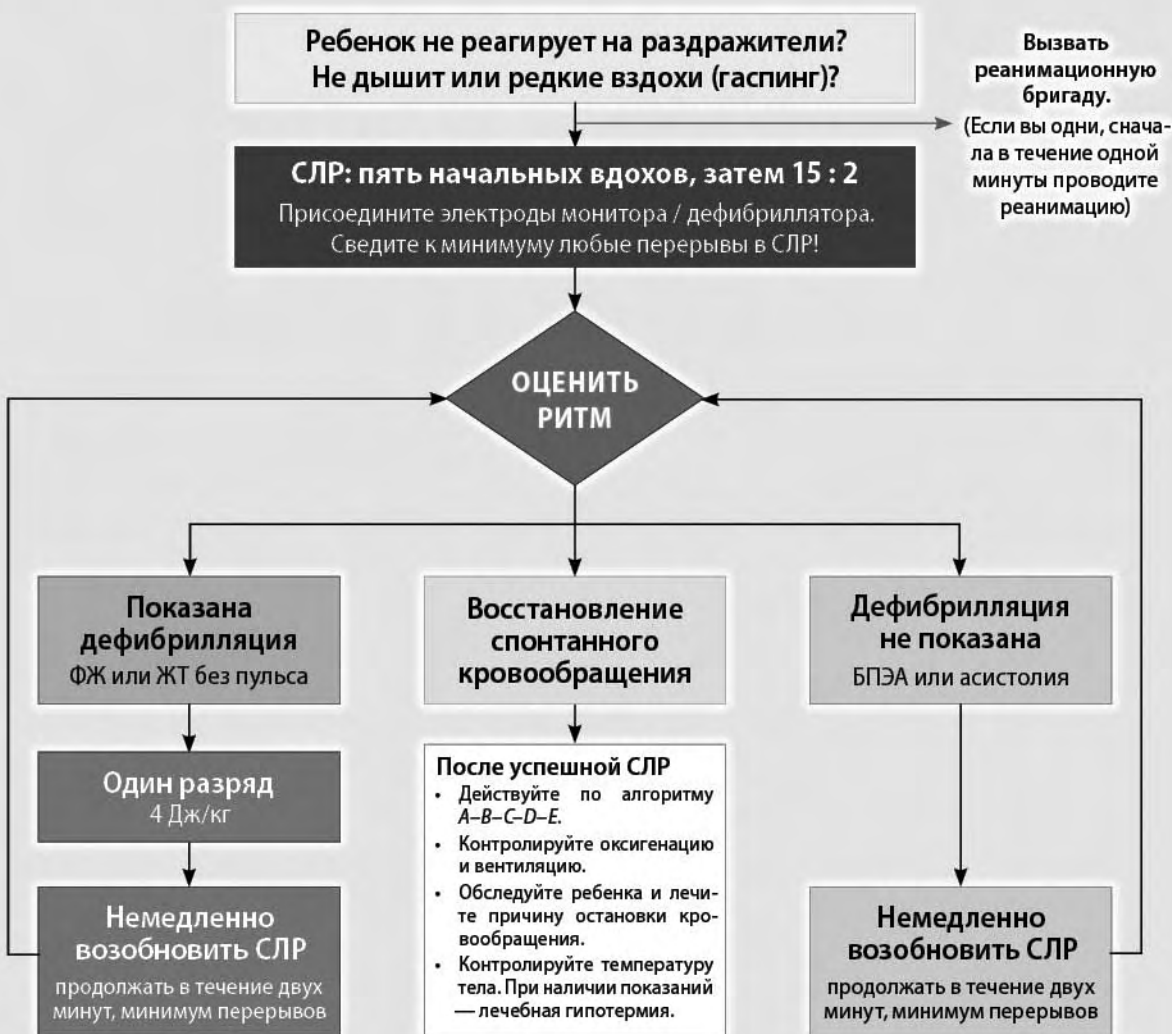 Ребенок не реагирует на раздражители?
Не дышит или редкие вздохи (гаспинг)?
Вызвать
реанимационную
бригаду.
(Если вы одни, снача-
ла в течение одной
минуты проводите
реанимацию)
СЛР: пять начальных вдохов, затем 15 : 2
Присоедините электроды монитора / дефибриллятора.
Сведите к минимуму любые перерывы в СЛР!
ОЦЕНИТЬ
РИТМ
Показана
дефибрилляция
ФЖ или ЖТ без пульса
Один разряд
4 Дж/кг
Немедленно
возобновить СЛР
продолжать в течение двух
минут, минимум перерывов
Восстановление
спонтанного
кровообращения
После успешной СЛР
• Действуйте по алгоритму
A–B–C–D–E.
• Контролируйте оксигенацию
и вентиляцию.
• Обследуйте ребенка и лечи-
те причину остановки кро-
вообращения.
• Контролируйте температуру
тела. При наличии показаний
— лечебная гипотермия.
Дефибрилляция
не показана
БПЭА или асистолия
Немедленно
возобновить СЛР
продолжать в течение двух
минут, минимум перерывов